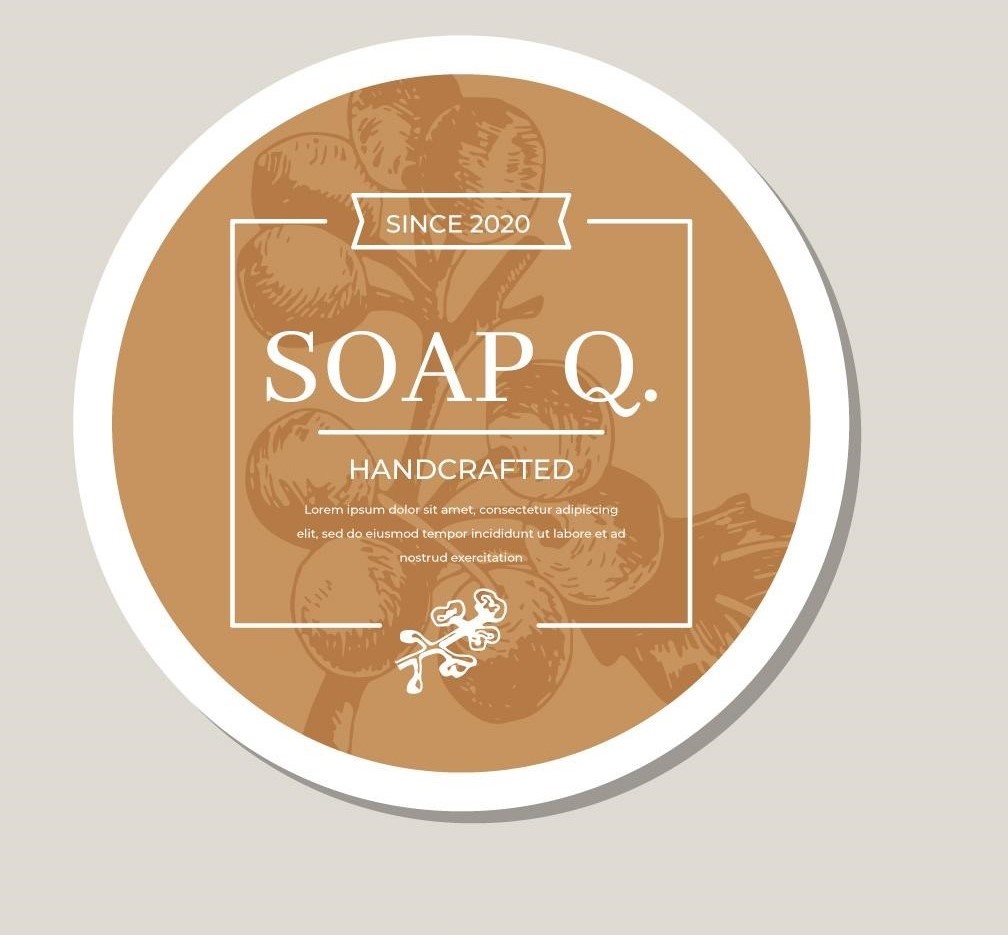 SINCE 2020
SOAP Q.
HANDCRAFTED
Lorem ipsum dolor sit amet, consectetur adipiscing
elit, sed do eiusmod tempor incididunt ut labore et ad
nostrud exercitation